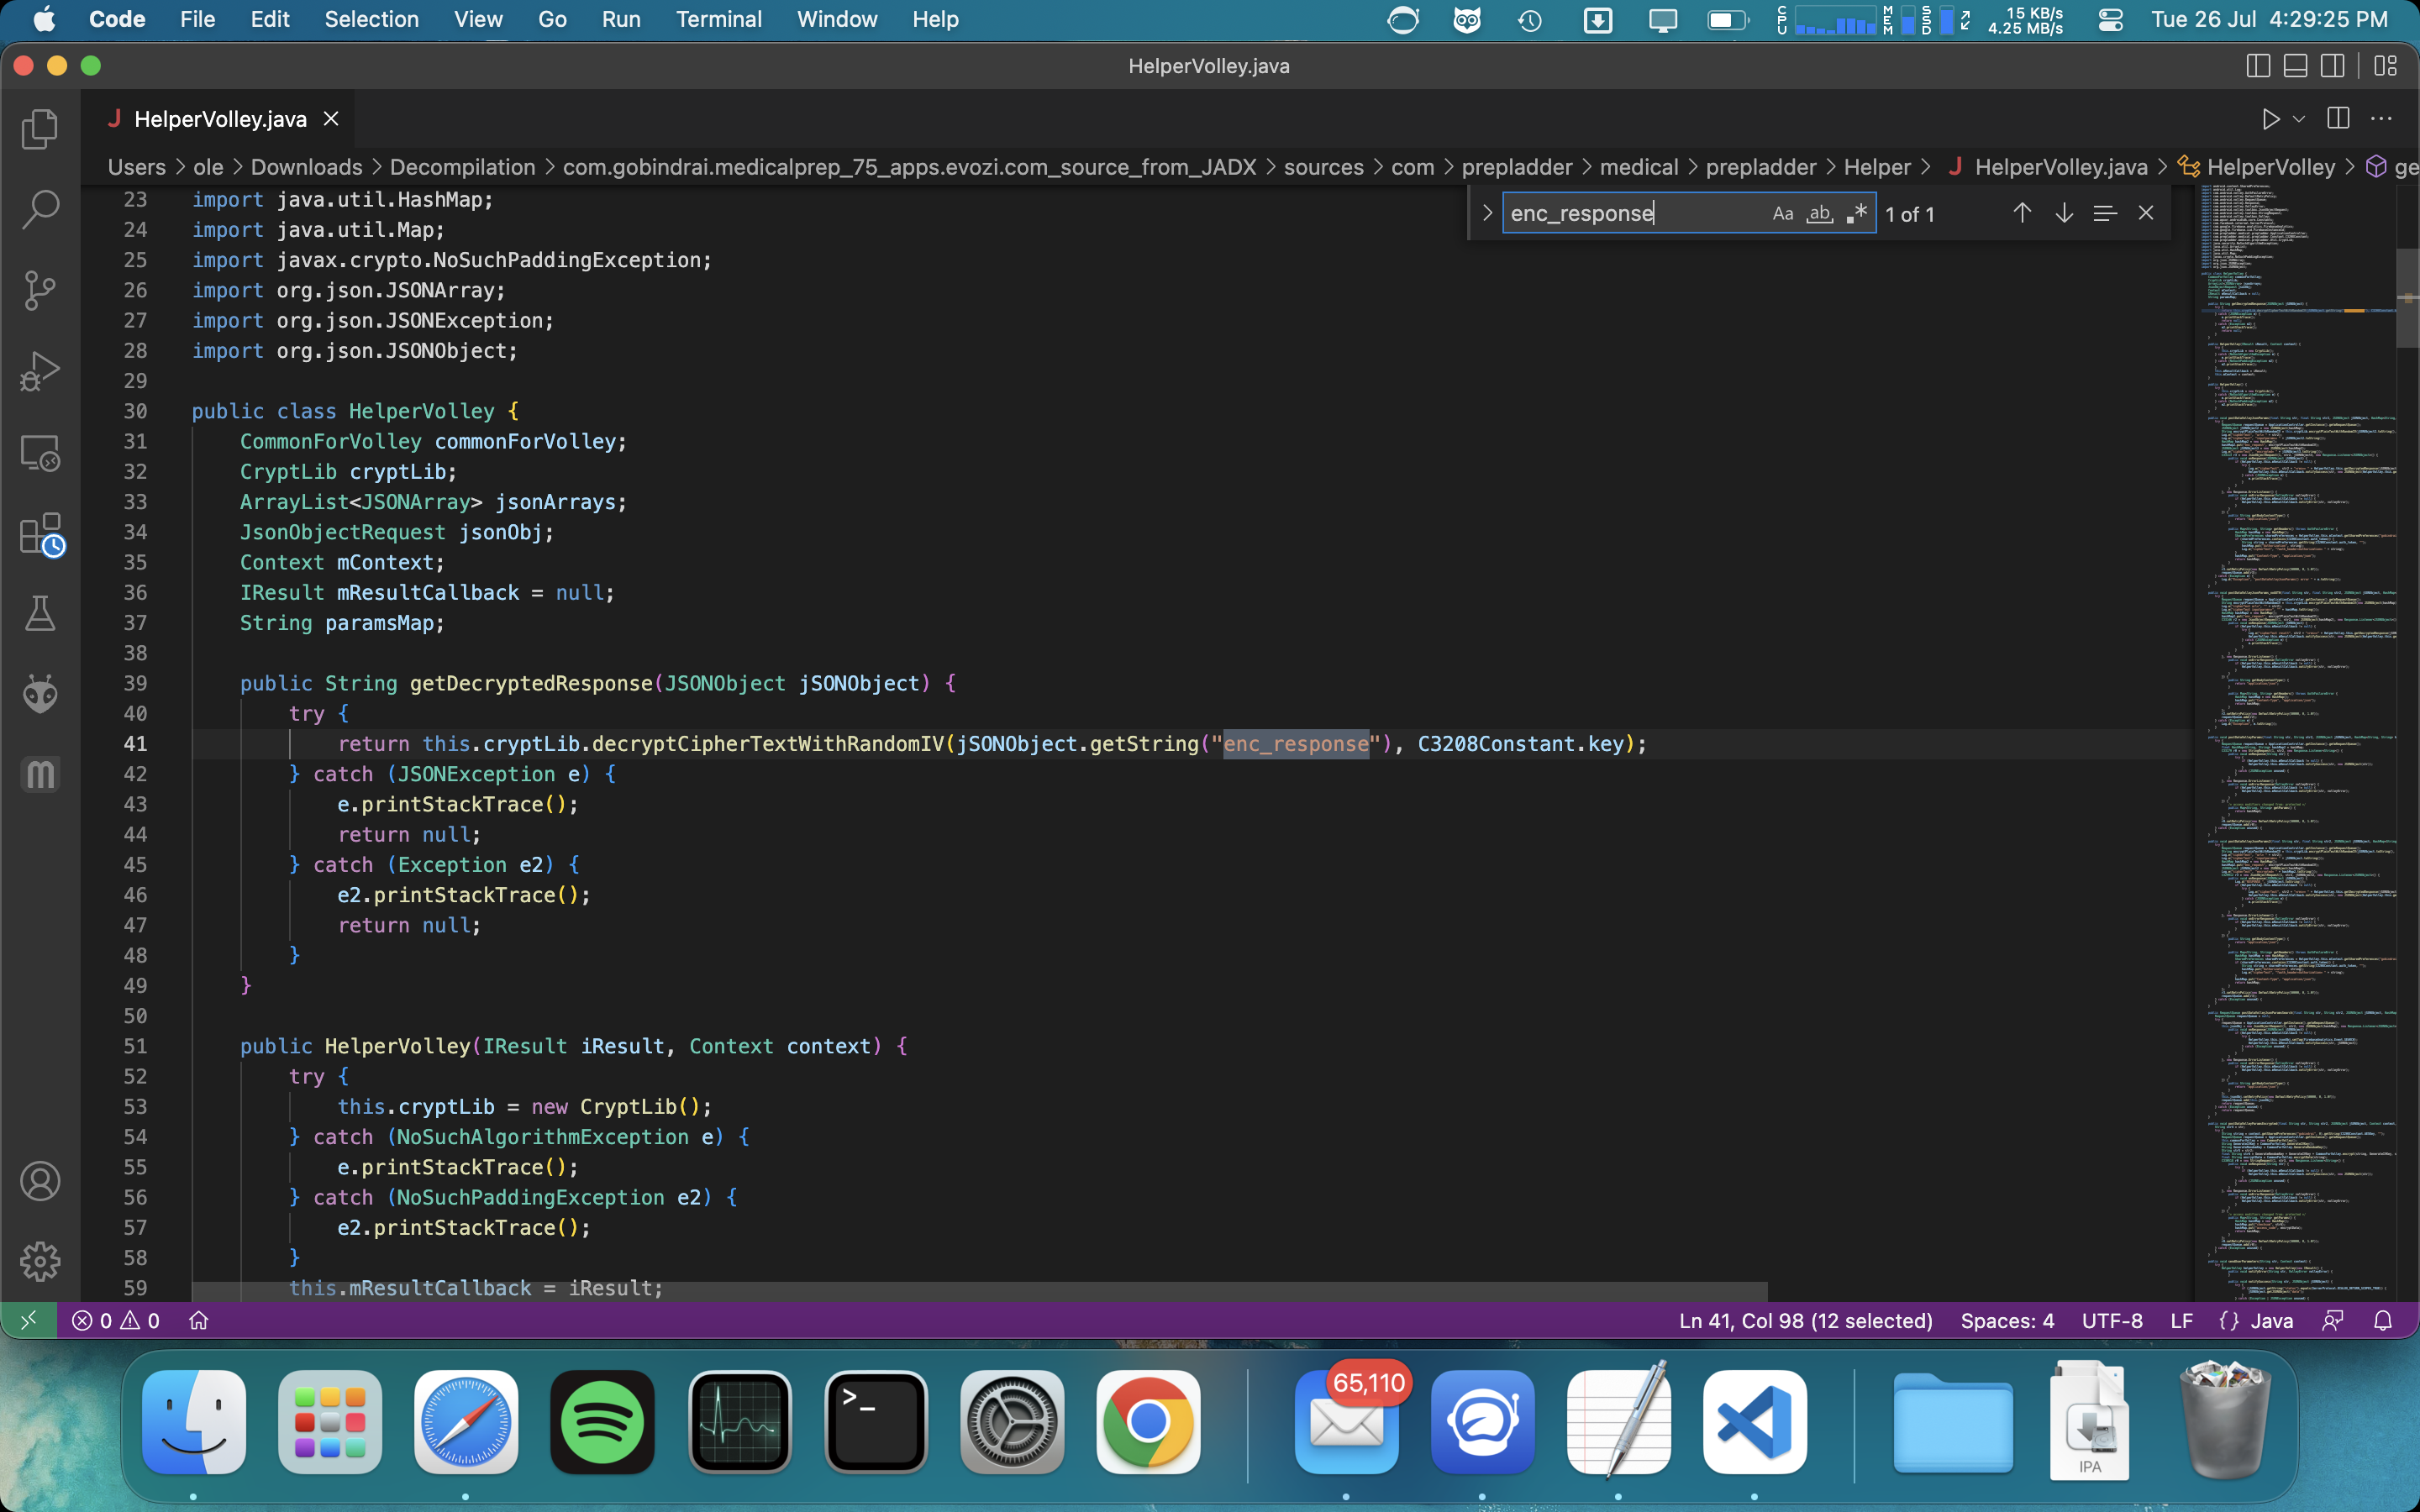 Code File Edit Selection View Go Run Terminal Window Help CPU MEM SSD 15 KB/s 4.25 MB/s Tue 26 Jul 4:29:25 PM
HelperVolley.java
J HelperVolley.java
Users > ole > Downloads > Decompilation > com.gobindrai.medicalprep_75_apps.evozi.com_source_from_JADX > sources > com > prepladder > medical > prepladder > Helper > J HelperVolley.java > HelperVolley > ge
enc_response Aa ab 1 of 1
23 import java.util.HashMap;
24 import java.util.Map;
25 import javax.crypto.NoSuchPaddingException;
26 import org.json.JSONArray;
27 import org.json.JSONException;
28 import org.json.JSONObject;
29
30 public class HelperVolley {
31 CommonForVolley commonForVolley;
32 CryptLib cryptLib;
33 ArrayList<JSONArray> jsonArrays;
34 JsonObjectRequest jsonObj;
35 Context mContext;
36 IResult mResultCallback = null;
37 String paramsMap;
38
39 public String getDecryptedResponse(JSONObject jSONObject) {
40 try {
41 return this.cryptLib.decryptCipherTextWithRandomIV(jSONObject.getString("enc_response"), C3208Constant.key);
42 } catch (JSONException e) {
43 e.printStackTrace();
44 return null;
45 } catch (Exception e2) {
46 e2.printStackTrace();
47 return null;
48 }
49 }
50
51 public HelperVolley(IResult iResult, Context context) {
52 try {
53 this.cryptLib = new CryptLib();
54 } catch (NoSuchAlgorithmException e) {
55 e.printStackTrace();
56 } catch (NoSuchPaddingException e2) {
57 e2.printStackTrace();
58 }
59 this.mResultCallback = iResult;
0 0 Ln 41, Col 98 (12 selected) Spaces: 4 UTF-8 LF {} Java
65,110
>_
IPA